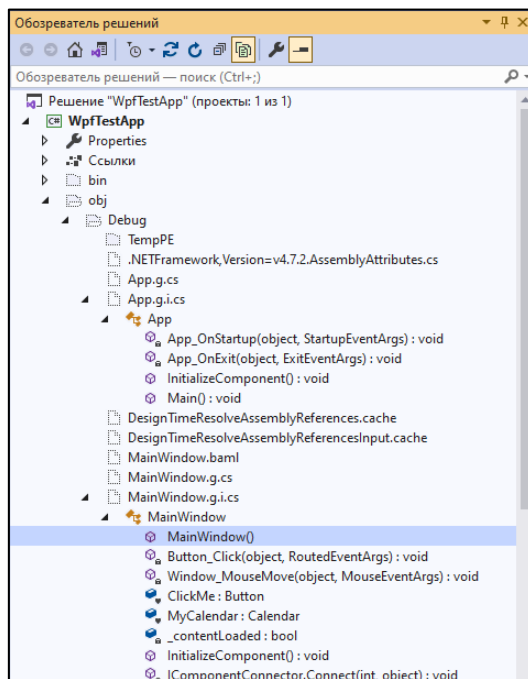 Обозреватель решений
Обозреватель решений — поиск (Ctrl+;)
Решение "WpfTestApp" (проекты: 1 из 1)
C# WpfTestApp
Properties
Ссылки
bin
obj
Debug
TempPE
.NETFramework,Version=v4.7.2.AssemblyAttributes.cs
App.g.cs
App.g.i.cs
App
App_OnStartup(object, StartupEventArgs) : void
App_OnExit(object, ExitEventArgs) : void
InitializeComponent() : void
Main() : void
DesignTimeResolveAssemblyReferences.cache
DesignTimeResolveAssemblyReferencesInput.cache
MainWindow.baml
MainWindow.g.cs
MainWindow.g.i.cs
MainWindow
MainWindow()
Button_Click(object, RoutedEventArgs) : void
Window_MouseMove(object, MouseEventArgs) : void
ClickMe : Button
MyCalendar : Calendar
_contentLoaded : bool
InitializeComponent() : void
IComponentConnector.Connect(int, object) : void